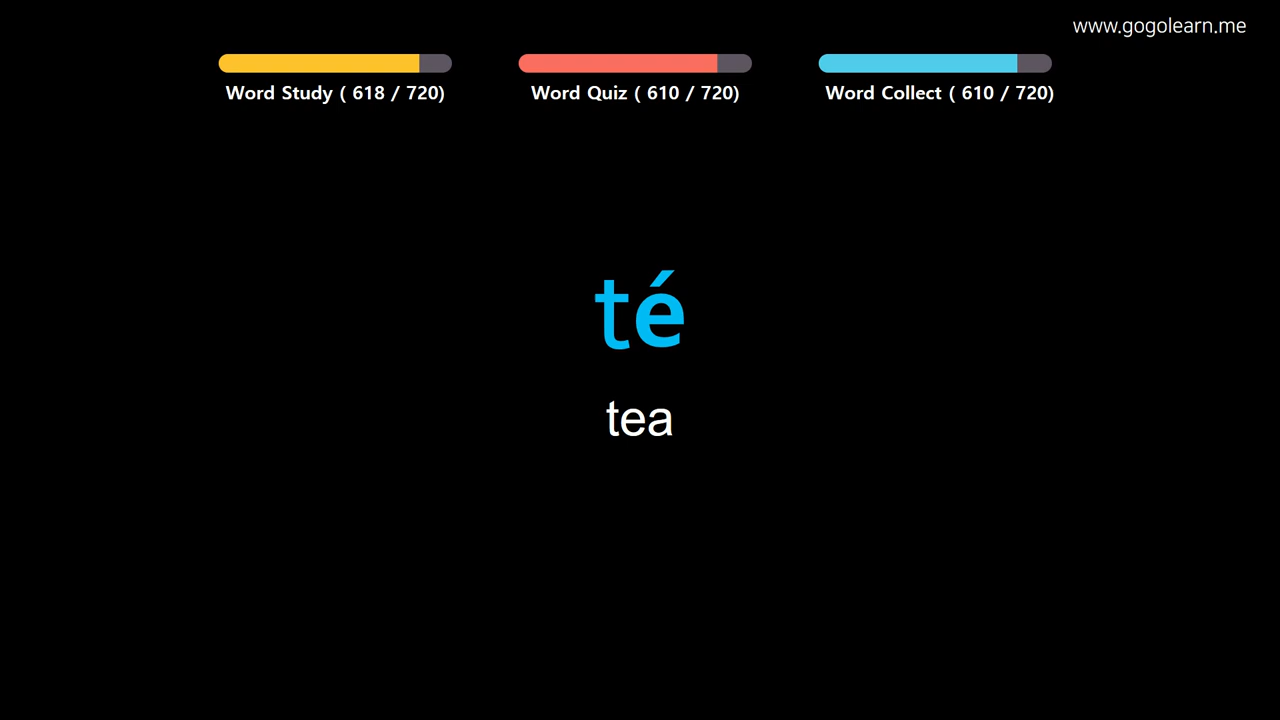 www.gogolearn.me
Word Study ( 618 / 720)
Word Quiz ( 610 / 720)
Word Collect ( 610 / 720)
té
tea